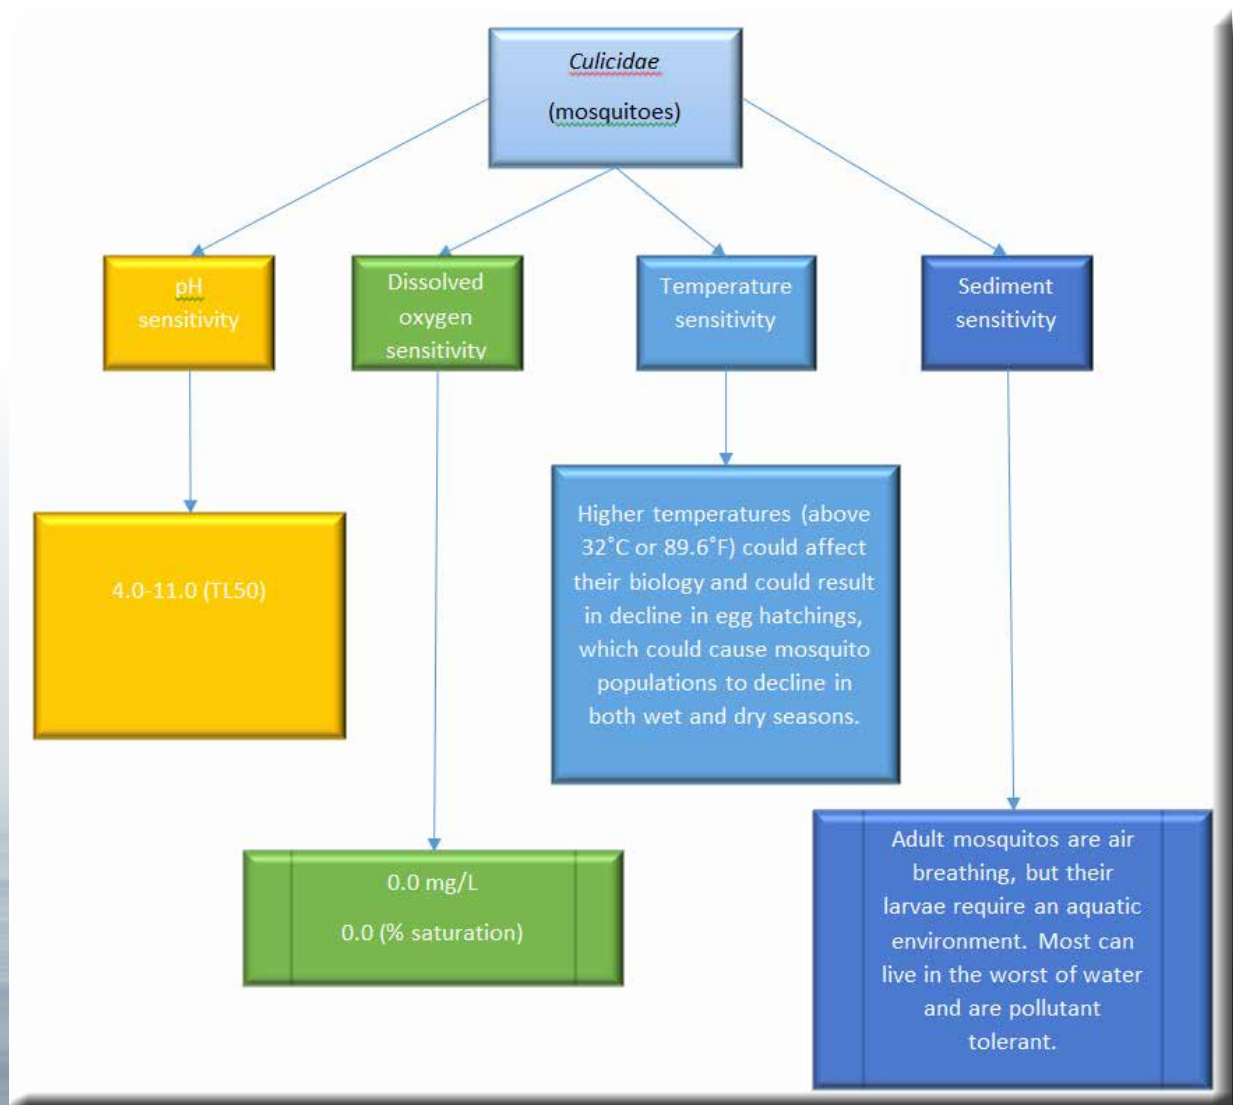 Culicidae
(mosquitoes)
pH
sensitivity
Dissolved
oxygen
sensitivity
Temperature
sensitivity
Sediment
sensitivity
4.0-11.0 (TL50)
Higher temperatures (above
32˚C or 89.6˚F) could affect
their biology and could result
in decline in egg hatchings,
which could cause mosquito
populations to decline in
both wet and dry seasons.
0.0 mg/L
0.0 (% saturation)
Adult mosquitos are air
breathing, but their
larvae require an aquatic
environment. Most can
live in the worst of water
and are pollutant
tolerant.